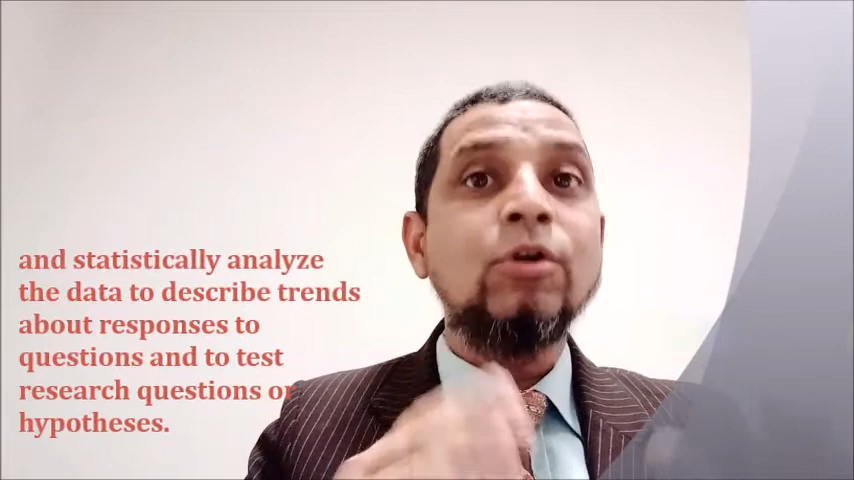 and statistically analyze
the data to describe trends
about responses to
questions and to test
research questions or
hypotheses.